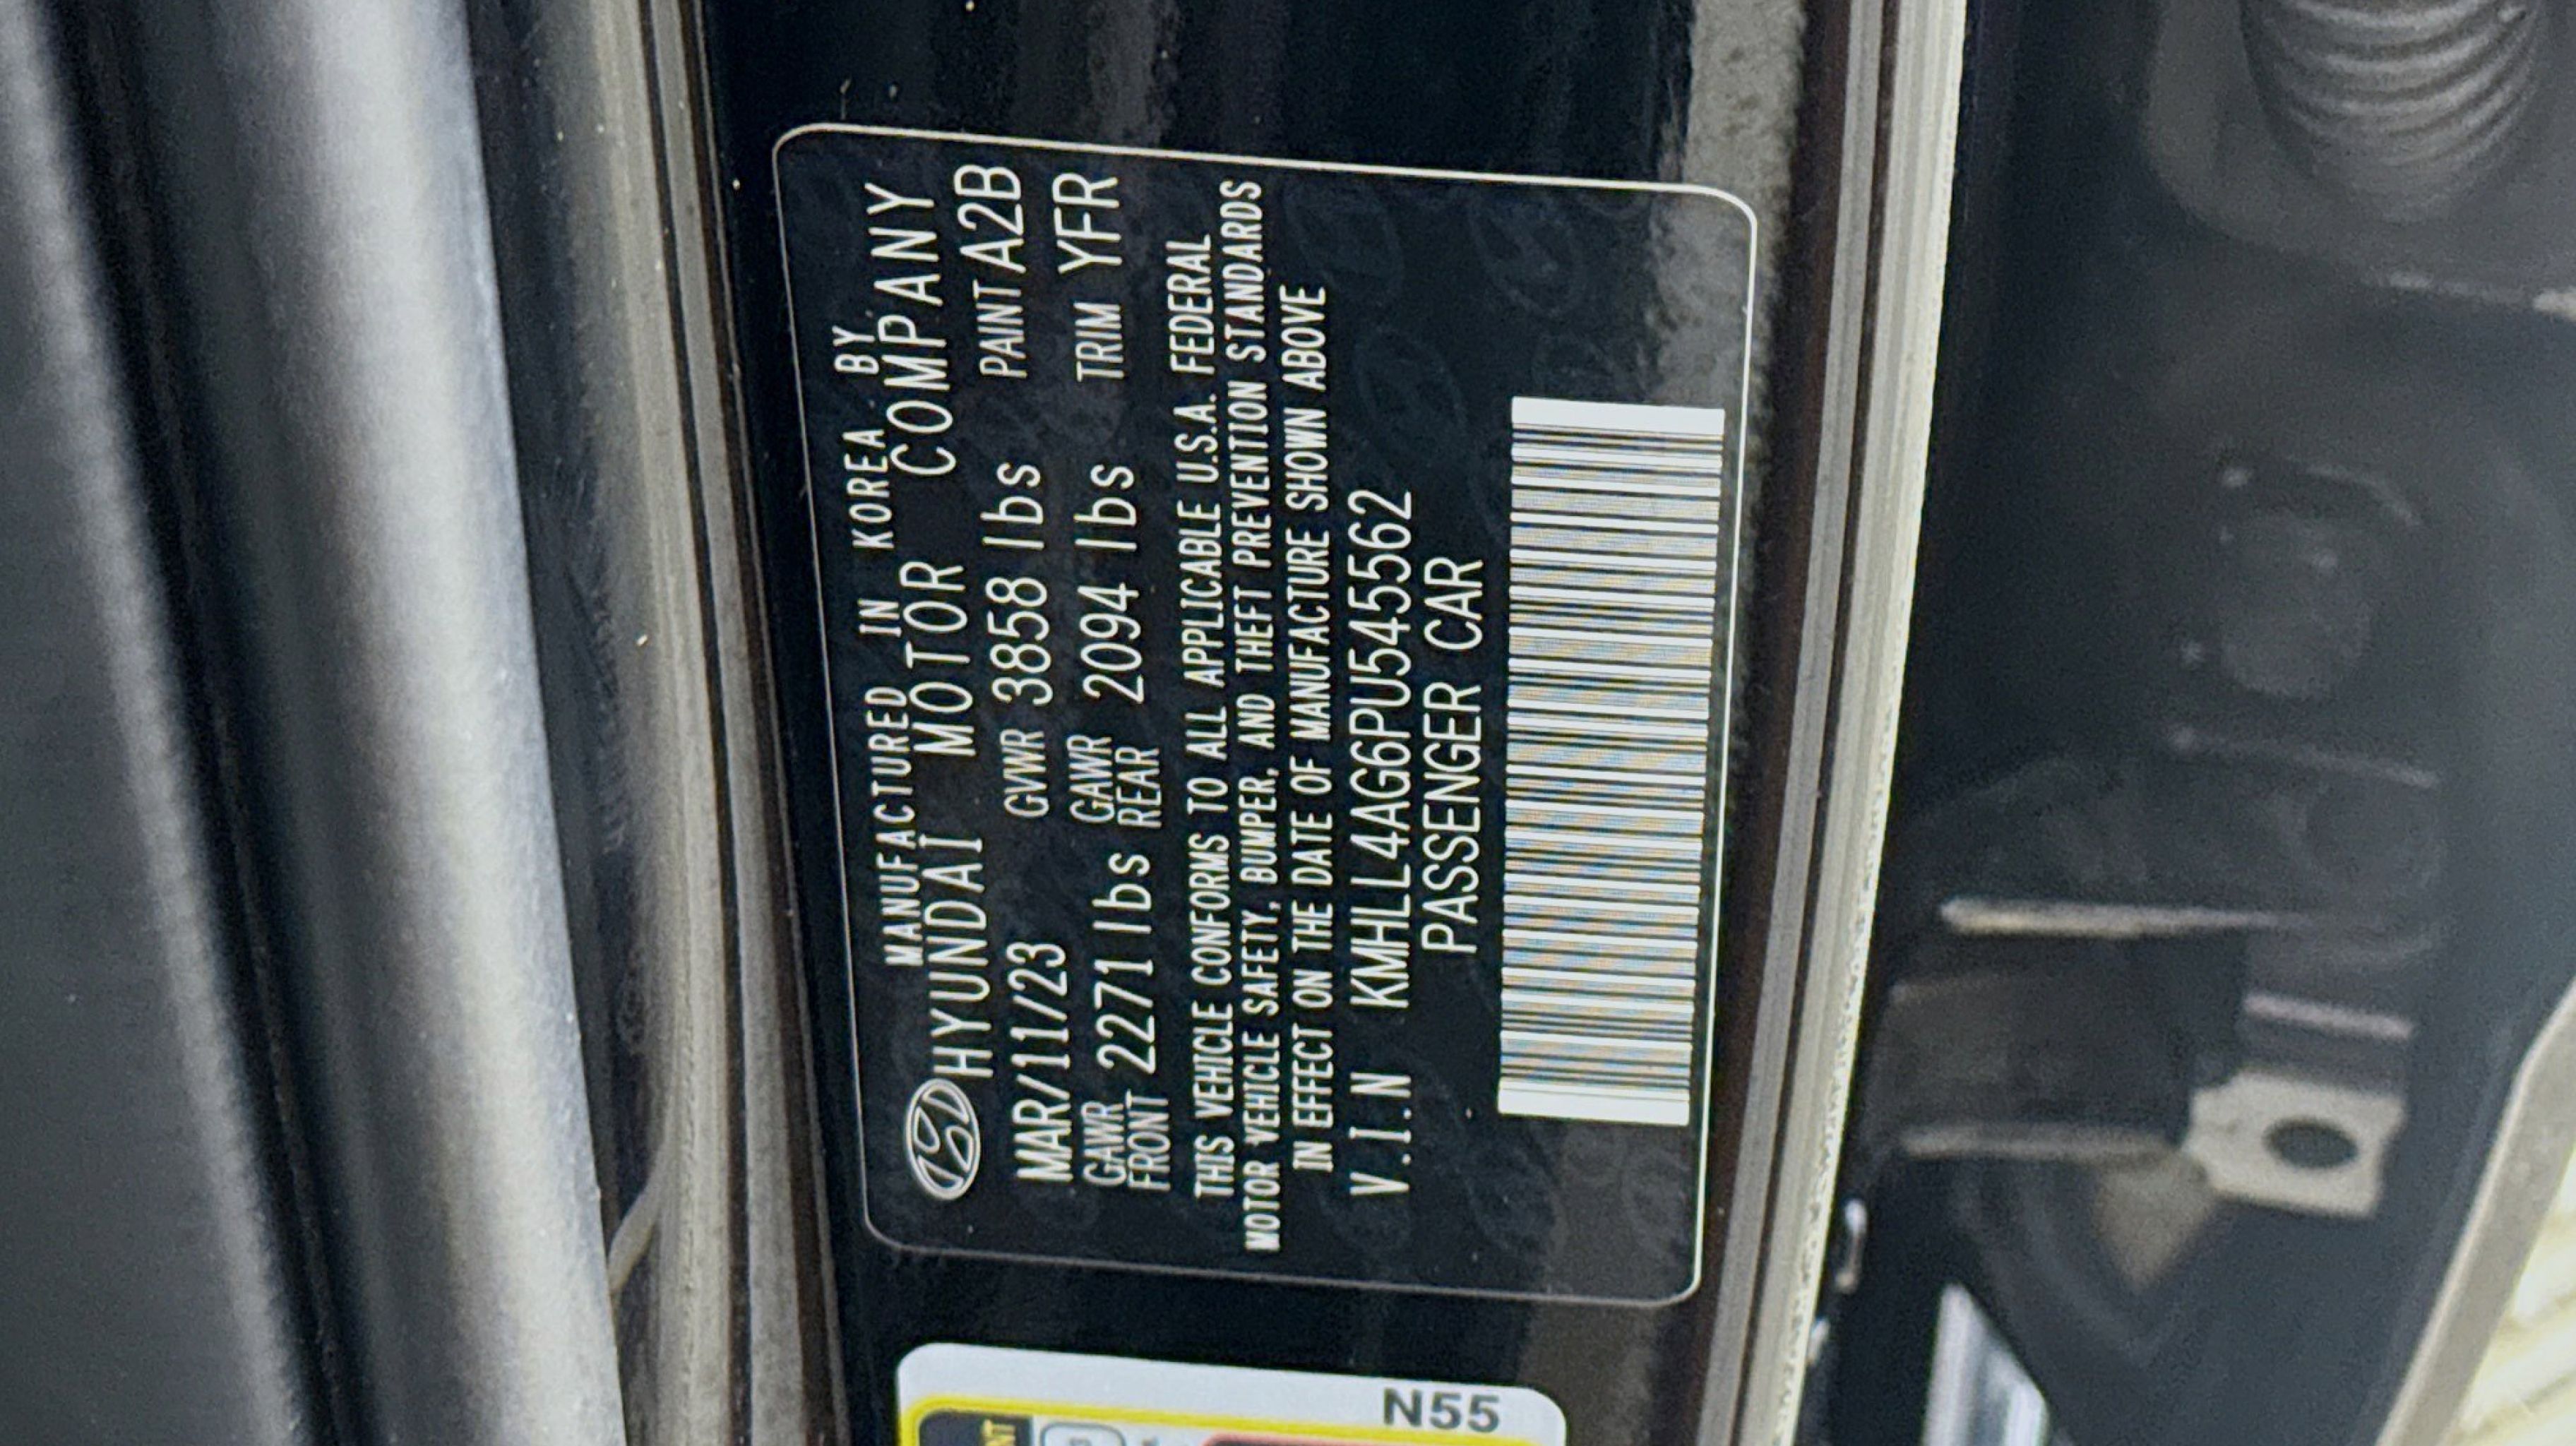 MANUFACTURED IN KOREA BY
HYUNDAI MOTOR COMPANY
MAR/11/23 GVWR 3858 lbs PAINT A2B
GAWR FRONT 2271 lbs GAWR REAR 2094 lbs TRIM YFR
THIS VEHICLE CONFORMS TO ALL APPLICABLE U.S.A. FEDERAL
MOTOR VEHICLE SAFETY, BUMPER, AND THEFT PREVENTION STANDARDS
IN EFFECT ON THE DATE OF MANUFACTURE SHOWN ABOVE
V.I.N KMHLL4AG6PU545562
PASSENGER CAR
N55